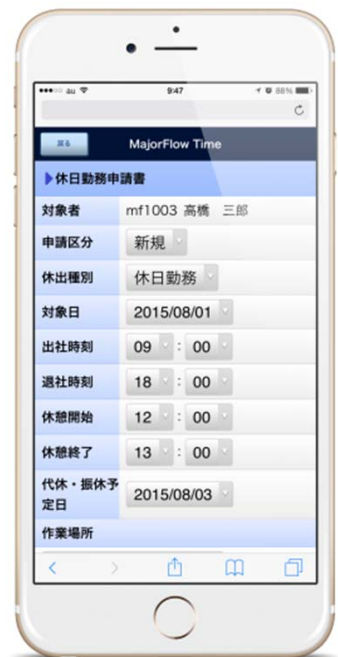 au 9:47 88%
戻る MajorFlow Time
休日勤務申請書
対象者 mf1003 高橋 三郎
申請区分 新規
休出種別 休日勤務
対象日 2015/08/01
出社時刻 09 : 00
退社時刻 18 : 00
休憩開始 12 : 00
休憩終了 13 : 00
代休・振休予
定日 2015/08/03
作業場所